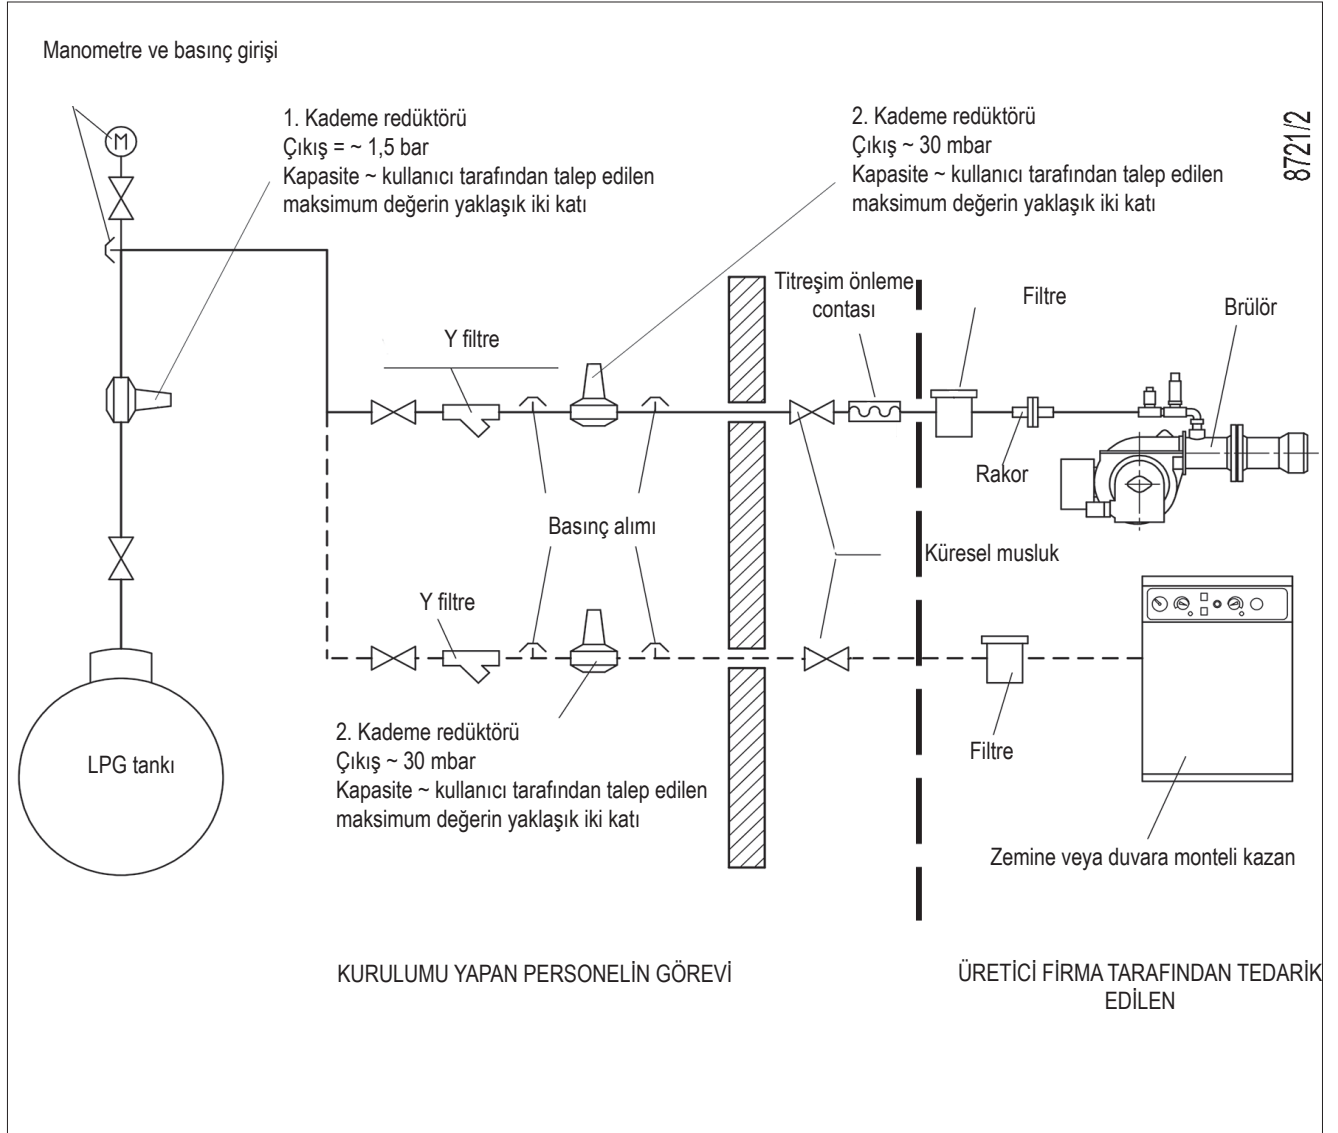 Manometre ve basınç girişi
M
1. Kademe redüktörü
Çıkış = ~ 1,5 bar
Kapasite ~ kullanıcı tarafından talep edilen
maksimum değerin yaklaşık iki katı
2. Kademe redüktörü
Çıkış ~ 30 mbar
Kapasite ~ kullanıcı tarafından talep edilen
maksimum değerin yaklaşık iki katı
8721/2
Titreşim önleme
contası
Filtre
Brülör
Y filtre
Rakor
Basınç alımı
Küresel musluk
Y filtre
2. Kademe redüktörü
Çıkış ~ 30 mbar
Kapasite ~ kullanıcı tarafından talep edilen
maksimum değerin yaklaşık iki katı
LPG tankı
Filtre
Zemine veya duvara monteli kazan
KURULUMU YAPAN PERSONELİN GÖREVİ
ÜRETİCİ FİRMA TARAFINDAN TEDARİK
EDİLEN